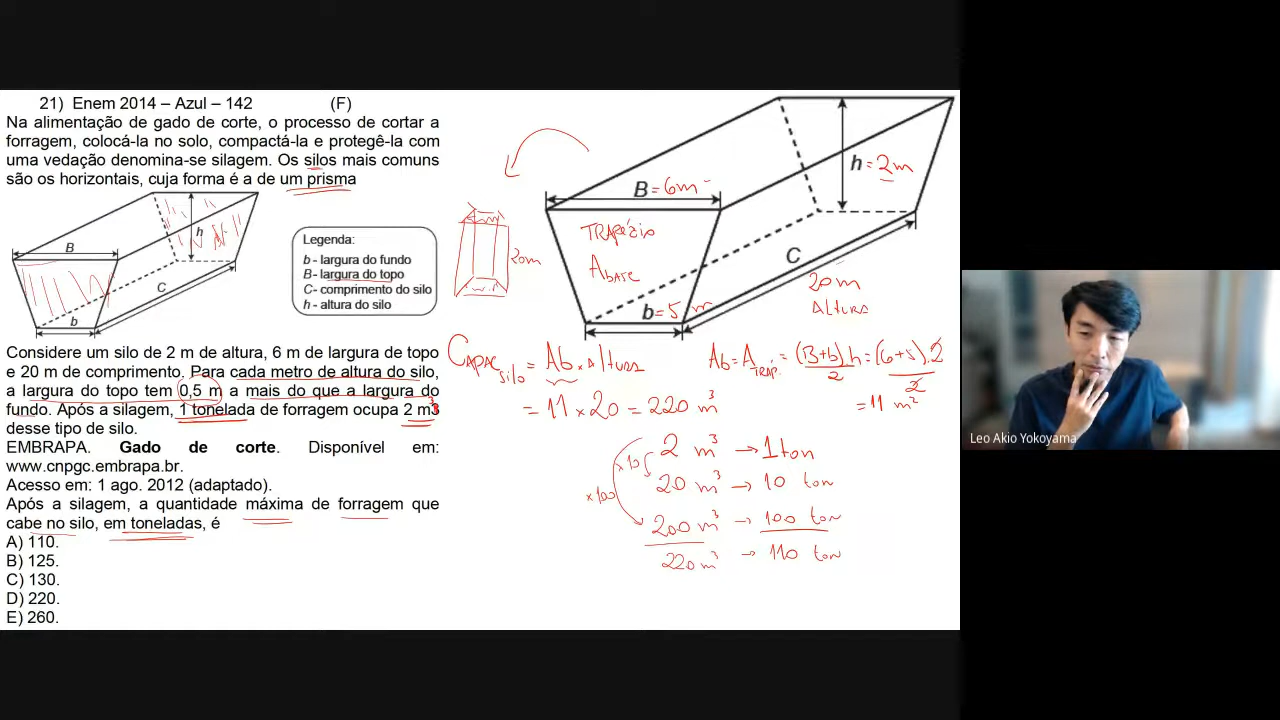 21) Enem 2014 – Azul – 142 (F)
Na alimentação de gado de corte, o processo de cortar a
forragem, colocá-la no solo, compactá-la e protegê-la com
uma vedação denomina-se silagem. Os silos mais comuns
são os horizontais, cuja forma é a de um prisma
B
h
C
b
Legenda:
b - largura do fundo
B - largura do topo
C - comprimento do silo
h - altura do silo
Considere um silo de 2 m de altura, 6 m de largura de topo
e 20 m de comprimento. Para cada metro de altura do silo,
a largura do topo tem 0,5 m a mais do que a largura do
fundo. Após a silagem, 1 tonelada de forragem ocupa 2 m3
desse tipo de silo.
EMBRAPA. Gado de corte. Disponível em:
www.cnpgc.embrapa.br.
Acesso em: 1 ago. 2012 (adaptado).
Após a silagem, a quantidade máxima de forragem que
cabe no silo, em toneladas, é
A) 110.
B) 125.
C) 130.
D) 220.
E) 260.
B = 6m
h = 2m
TRAPÉZIO
ABASE
20m
C
20m
ALTURA
b = 5 m
CAPAC silo = Ab × ALTURA
= 11 × 20 = 220 m³
Ab = A TRAP. = (B+b)h/2 = (6+5).2/2
= 11 m²
2 m³ → 1 ton
×10
20 m³ → 10 ton
×100
200 m³ → 100 ton
220 m³ → 110 ton
Leo Akio Yokoyama